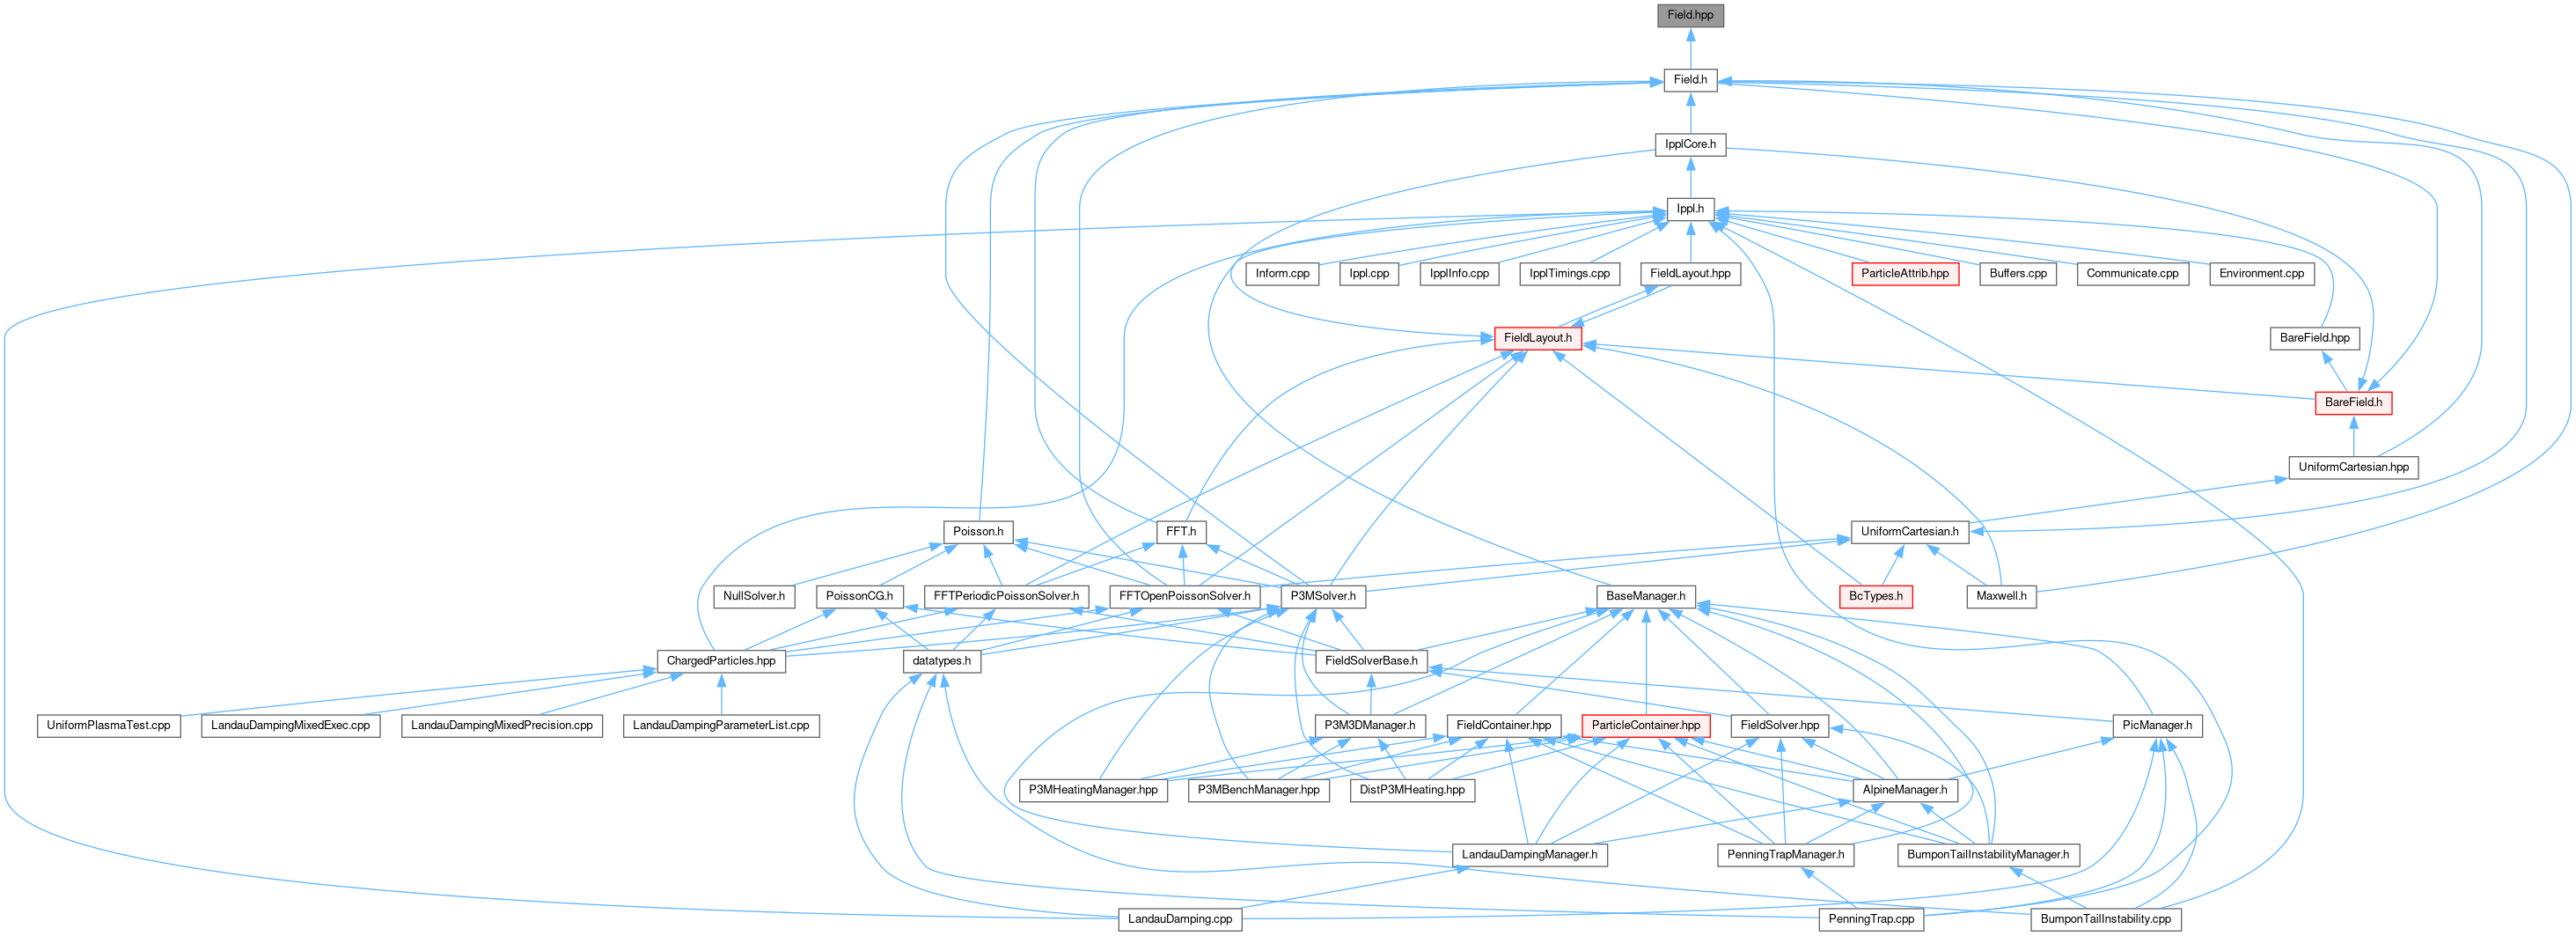 Field.hpp
Field.h
IpplCore.h
Ippl.h
Inform.cpp
Ippl.cpp
IpplInfo.cpp
IpplTimings.cpp
FieldLayout.hpp
ParticleAttrib.hpp
Buffers.cpp
Communicate.cpp
Environment.cpp
FieldLayout.h
BareField.hpp
BareField.h
UniformCartesian.hpp
Poisson.h
FFT.h
UniformCartesian.h
NullSolver.h
PoissonCG.h
FFTPeriodicPoissonSolver.h
FFTOpenPoissonSolver.h
P3MSolver.h
BaseManager.h
BcTypes.h
Maxwell.h
ChargedParticles.hpp
datatypes.h
FieldSolverBase.h
UniformPlasmaTest.cpp
LandauDampingMixedExec.cpp
LandauDampingMixedPrecision.cpp
LandauDampingParameterList.cpp
P3M3DManager.h
FieldContainer.hpp
ParticleContainer.hpp
FieldSolver.hpp
PicManager.h
P3MHeatingManager.hpp
P3MBenchManager.hpp
DistP3MHeating.hpp
AlpineManager.h
LandauDampingManager.h
PenningTrapManager.h
BumponTailInstabilityManager.h
LandauDamping.cpp
PenningTrap.cpp
BumponTailInstability.cpp